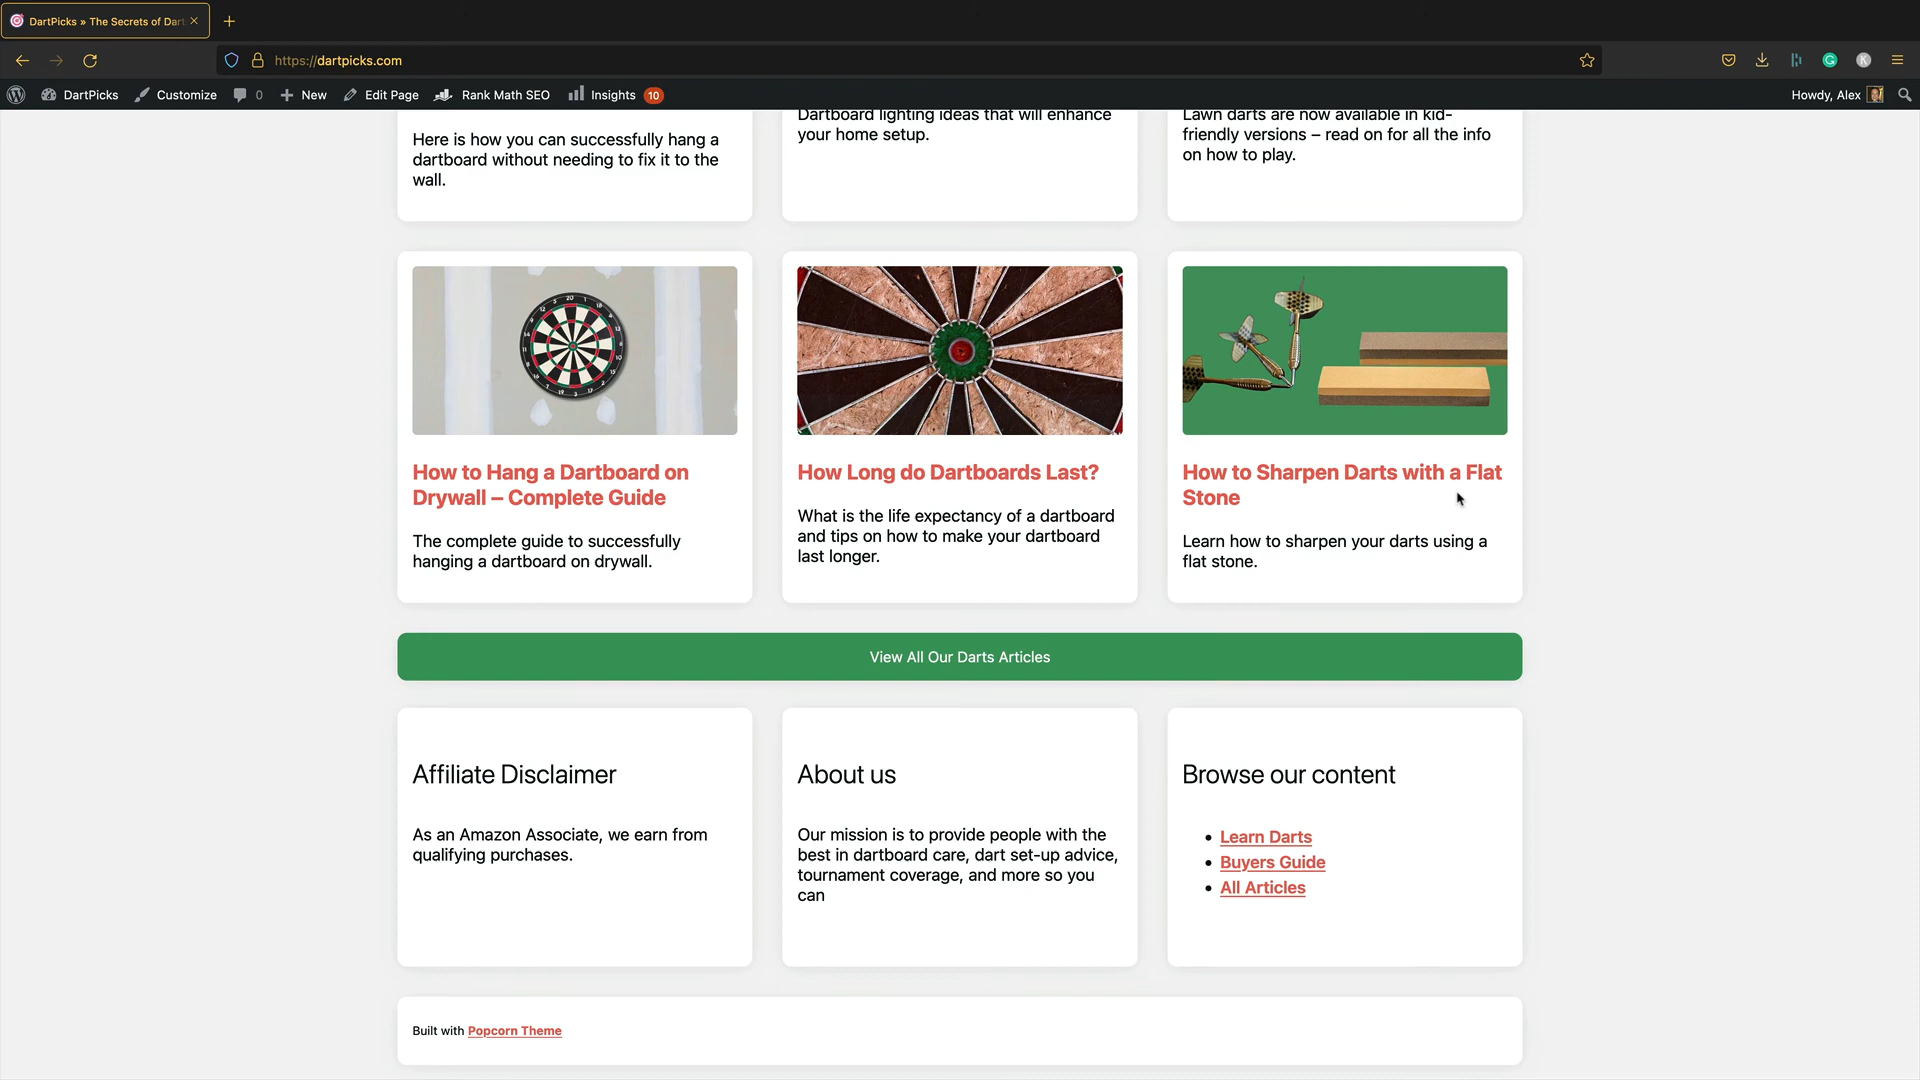 DartPicks » The Secrets of Dart
https://dartpicks.com
DartPicks
Customize
0
New
Edit Page
Rank Math SEO
Insights
10
Howdy, Alex
Here is how you can successfully hang a
dartboard without needing to fix it to the
wall.
Dartboard lighting ideas that will enhance
your home setup.
Lawn darts are now available in kid-
friendly versions – read on for all the info
on how to play.
How to Hang a Dartboard on
Drywall – Complete Guide
The complete guide to successfully
hanging a dartboard on drywall.
How Long do Dartboards Last?
What is the life expectancy of a dartboard
and tips on how to make your dartboard
last longer.
How to Sharpen Darts with a Flat
Stone
Learn how to sharpen your darts using a
flat stone.
View All Our Darts Articles
Affiliate Disclaimer
As an Amazon Associate, we earn from
qualifying purchases.
About us
Our mission is to provide people with the
best in dartboard care, dart set-up advice,
tournament coverage, and more so you
can
Browse our content
• Learn Darts
• Buyers Guide
• All Articles
Built with Popcorn Theme